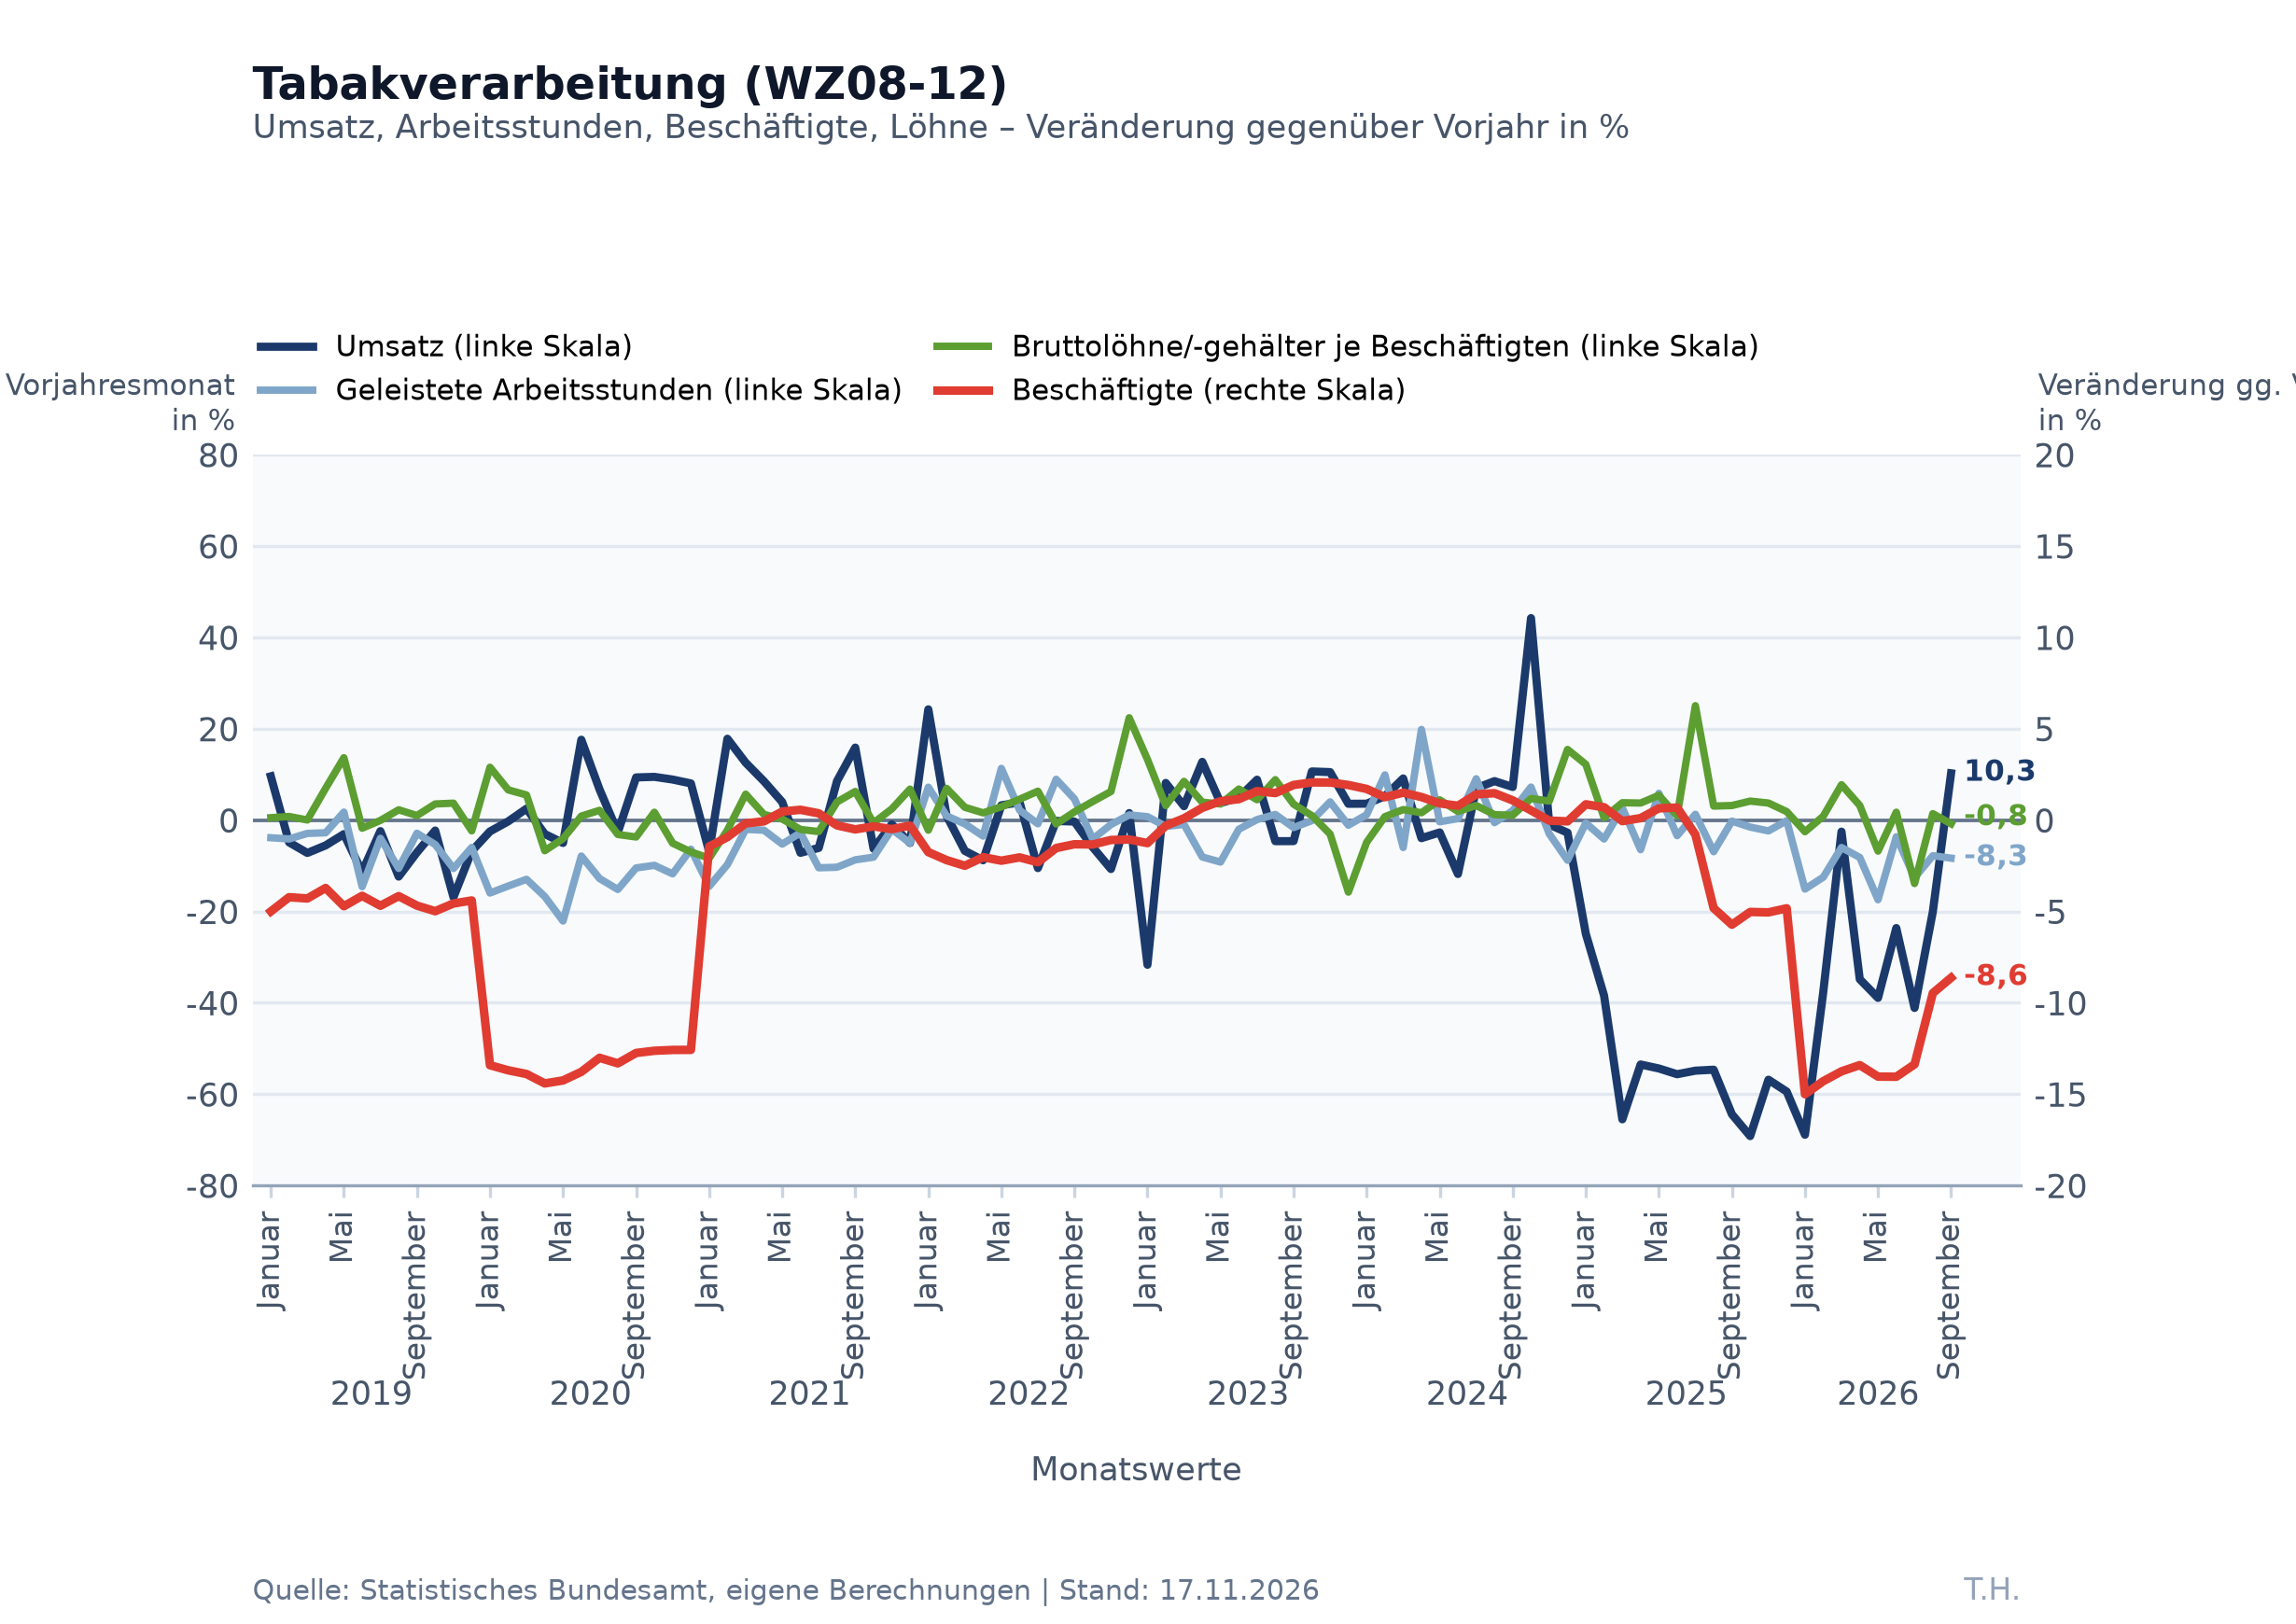 Tabakverarbeitung (WZ08-12)
Umsatz, Arbeitsstunden, Beschäftigte, Löhne – Veränderung gegenüber Vorjahr in %
Umsatz (linke Skala)
Geleistete Arbeitsstunden (linke Skala)
Bruttolöhne/-gehälter je Beschäftigten (linke Skala)
Beschäftigte (rechte Skala)
Vorjahresmonat
in %
Veränderung gg.
in %
80
60
40
20
0
-20
-40
-60
-80
20
15
10
5
0
-5
-10
-15
-20
10,3
-0,8
-8,3
-8,6
Januar
Mai
September
Januar
Mai
September
Januar
Mai
September
Januar
Mai
September
Januar
Mai
September
Januar
Mai
September
Januar
Mai
September
Januar
Mai
September
2019
2020
2021
2022
2023
2024
2025
2026
Monatswerte
Quelle: Statistisches Bundesamt, eigene Berechnungen | Stand: 17.11.2026
T.H.